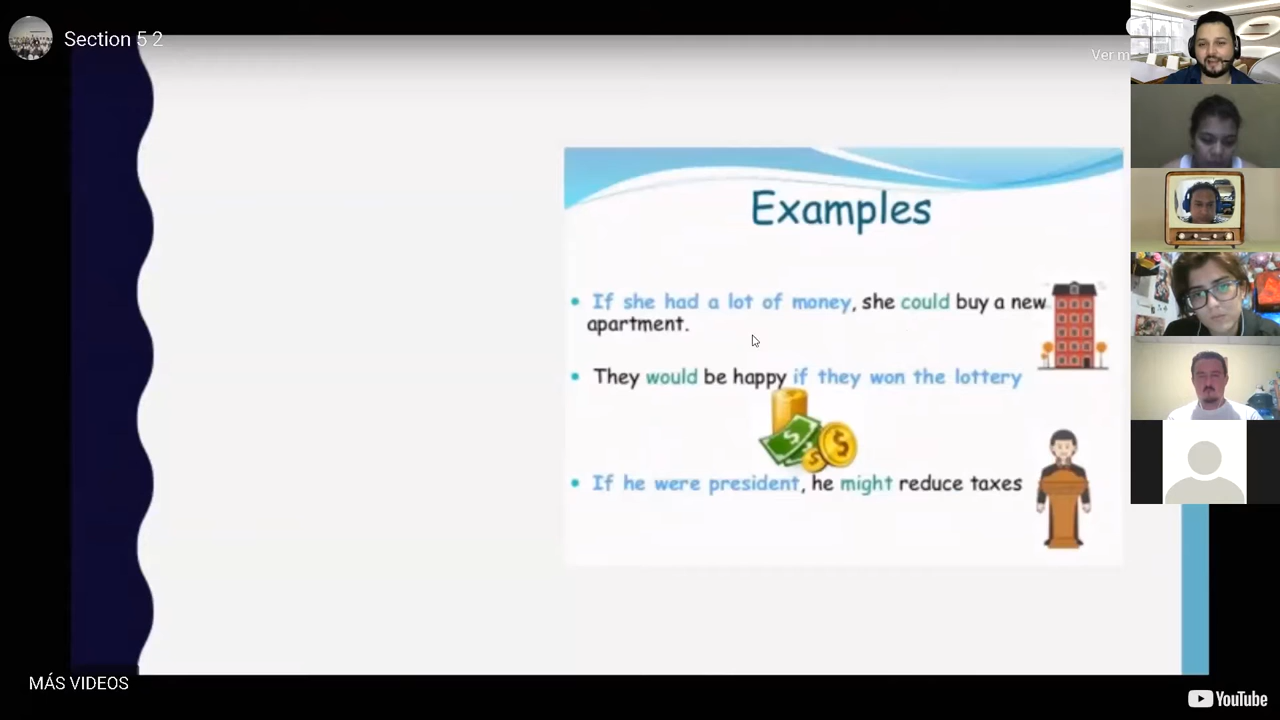 Section 5 2
Ver m
Examples
• If she had a lot of money, she could buy a new
apartment.
• They would be happy if they won the lottery
• If he were president, he might reduce taxes
MÁS VIDEOS
YouTube